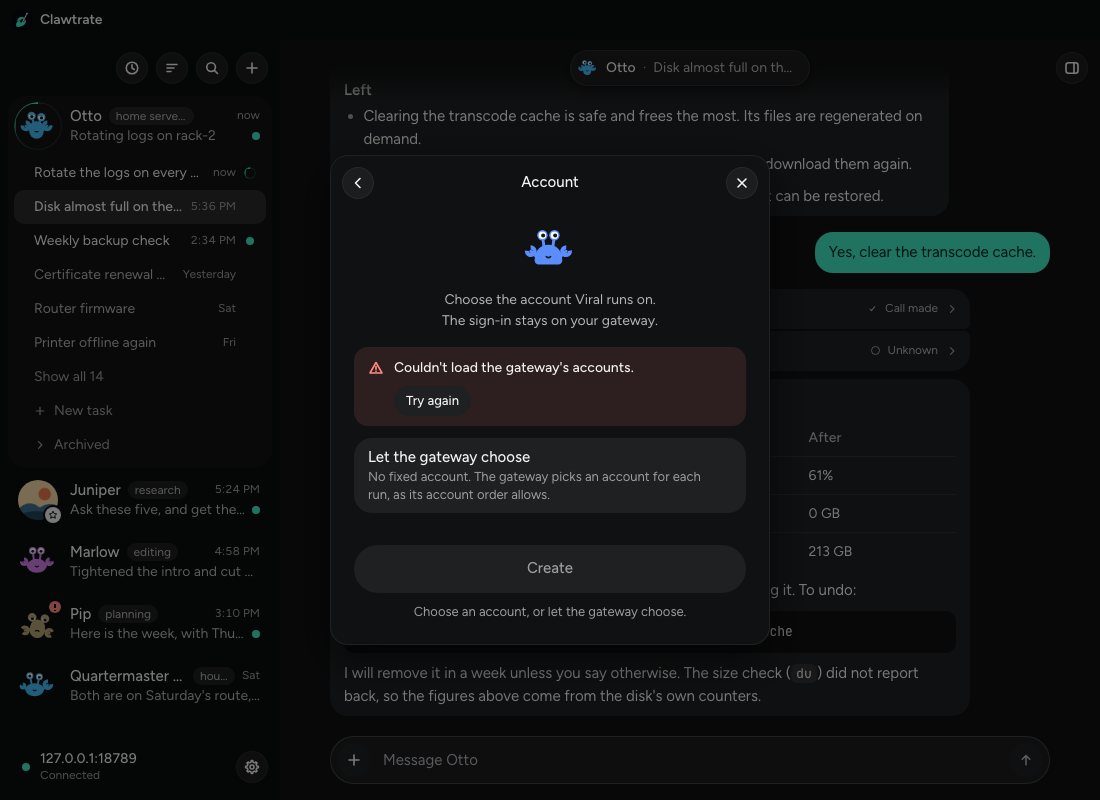 Clawtrate
Otto · Disk almost full on th...
Otto home serve... now
Rotating logs on rack-2
Rotate the logs on every ... now
Disk almost full on the... 5:36 PM
Weekly backup check 2:34 PM
Certificate renewal ... Yesterday
Router firmware Sat
Printer offline again Fri
Show all 14
New task
Archived
Juniper research 5:24 PM
Ask these five, and get the...
Marlow editing 4:58 PM
Tightened the intro and cut ...
Pip planning 3:10 PM
Here is the week, with Thu...
Quartermaster ... hou... Sat
Both are on Saturday's route,...
127.0.0.1:18789
Connected
Left
Clearing the transcode cache is safe and frees the most. Its files are regenerated on
demand.
download them again.
can be restored.
Yes, clear the transcode cache.
Call made
Unknown
After
61%
0 GB
213 GB
g it. To undo:
che
I will remove it in a week unless you say otherwise. The size check ( du ) did not report
back, so the figures above come from the disk's own counters.
Message Otto
Account
Choose the account Viral runs on.
The sign-in stays on your gateway.
Couldn't load the gateway's accounts.
Try again
Let the gateway choose
No fixed account. The gateway picks an account for each
run, as its account order allows.
Create
Choose an account, or let the gateway choose.